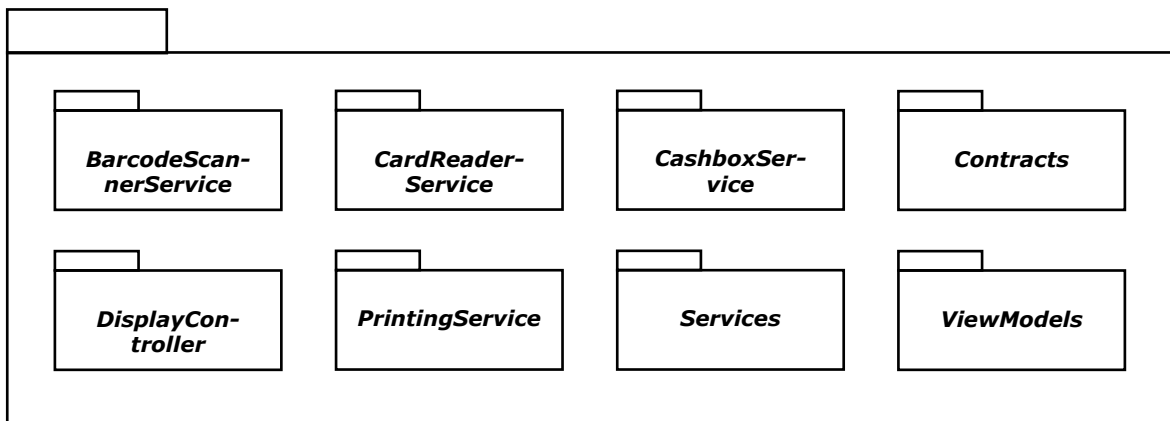 BarcodeScan-
nerService
CardReader-
Service
CashboxSer-
vice
Contracts
DisplayCon-
troller
PrintingService
Services
ViewModels